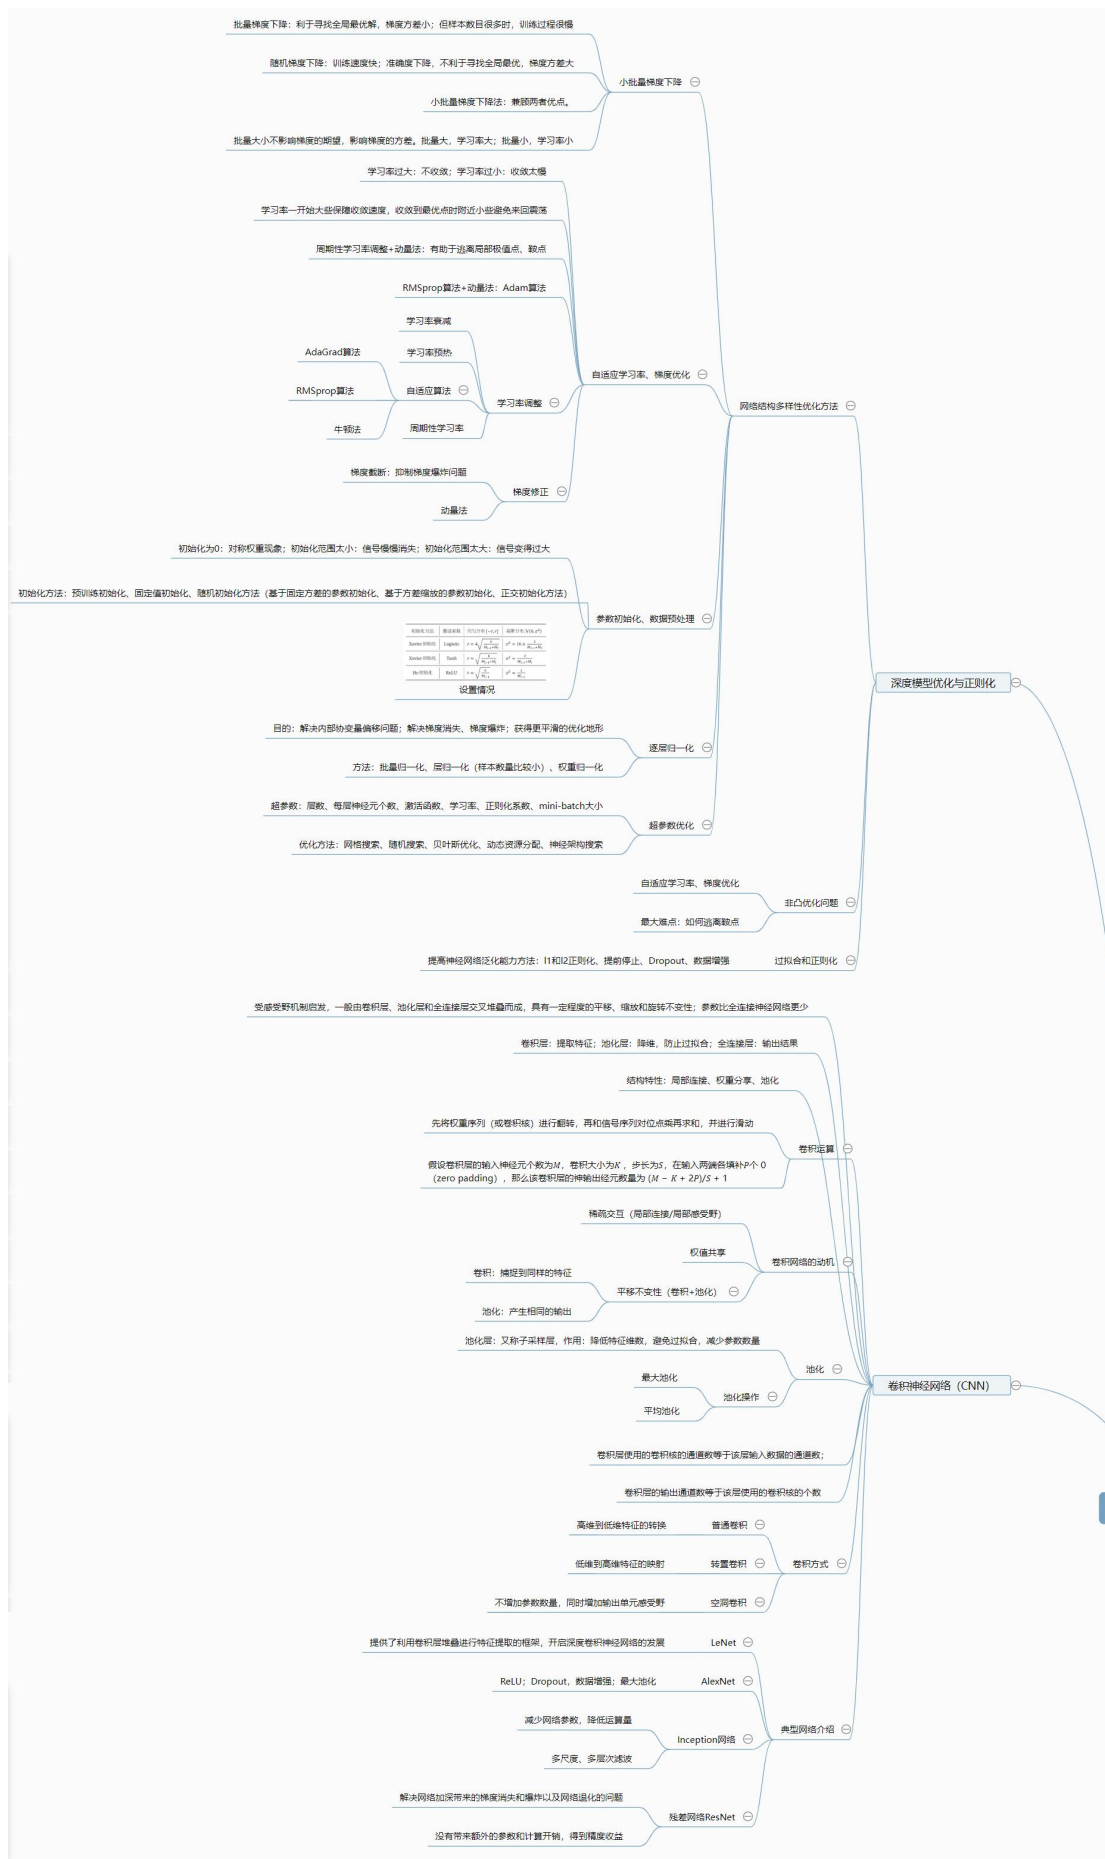 批量梯度下降：利于寻找全局最优解，梯度方差小；但样本数目很多时，训练过程很慢
随机梯度下降：训练速度快；准确度下降，不利于寻找全局最优，梯度方差大
小批量梯度下降
小批量梯度下降法：兼顾两者优点。
批量大小不影响梯度的期望，影响梯度的方差。批量大，学习率大；批量小，学习率小
学习率过大：不收敛；学习率过小：收敛太慢
学习率一开始大些保障收敛速度，收敛到最优点时附近小些避免来回震荡
周期性学习率调整+动量法：有助于逃离局部极值点、鞍点
RMSprop算法+动量法：Adam算法
学习率衰减
AdaGrad算法
学习率预热
自适应学习率、梯度优化
RMSprop算法
自适应算法
学习率调整
网络结构多样性优化方法
牛顿法
周期性学习率
梯度截断：抑制梯度爆炸问题
梯度修正
动量法
初始化为0：对称权重现象；初始化范围太小：信号慢慢消失；初始化范围太大：信号变得过大
初始化方法：预训练初始化、固定值初始化、随机初始化方法（基于固定方差的参数初始化、基于方差缩放的参数初始化、正交初始化方法）
参数初始化、数据预处理
初始化方法 激活函数 均匀分布 [−r, r] 高斯分布 N(0, σ²)
Xavier 初始化 Logistic
Xavier 初始化 Tanh
He 初始化 ReLU
设置情况
深度模型优化与正则化
目的：解决内部协变量偏移问题；解决梯度消失、梯度爆炸；获得更平滑的优化地形
逐层归一化
方法：批量归一化、层归一化（样本数量比较小）、权重归一化
超参数：层数、每层神经元个数、激活函数、学习率、正则化系数、mini-batch大小
超参数优化
优化方法：网格搜索、随机搜索、贝叶斯优化、动态资源分配、神经架构搜索
自适应学习率、梯度优化
非凸优化问题
最大难点：如何逃离鞍点
提高神经网络泛化能力方法：l1和l2正则化、提前停止、Dropout、数据增强
过拟合和正则化
受感受野机制启发，一般由卷积层、池化层和全连接层交叉堆叠而成，具有一定程度的平移、缩放和旋转不变性；参数比全连接神经网络更少
卷积层：提取特征；池化层：降维，防止过拟合；全连接层：输出结果
结构特性：局部连接、权重分享、池化
先将权重序列（或卷积核）进行翻转，再和信号序列对位点乘再求和，并进行滑动
卷积运算
假设卷积层的输入神经元个数为M，卷积大小为K，步长为S，在输入两端各填补P个 0
（zero padding），那么该卷积层的神输出经元数量为 (M − K + 2P)/S + 1
稀疏交互（局部连接/局部感受野）
权值共享
卷积网络的动机
卷积：捕捉到同样的特征
平移不变性（卷积+池化）
池化：产生相同的输出
池化层：又称子采样层，作用：降低特征维数，避免过拟合，减少参数数量
池化
最大池化
池化操作
卷积神经网络（CNN）
平均池化
卷积层使用的卷积核的通道数等于该层输入数据的通道数；
卷积层的输出通道数等于该层使用的卷积核的个数
高维到低维特征的转换
普通卷积
低维到高维特征的映射
转置卷积
卷积方式
不增加参数数量，同时增加输出单元感受野
空洞卷积
提供了利用卷积层堆叠进行特征提取的框架，开启深度卷积神经网络的发展
LeNet
ReLU；Dropout，数据增强；最大池化
AlexNet
减少网络参数，降低运算量
典型网络介绍
Inception网络
多尺度、多层次滤波
解决网络加深带来的梯度消失和爆炸以及网络退化的问题
残差网络ResNet
没有带来额外的参数和计算开销，得到精度收益